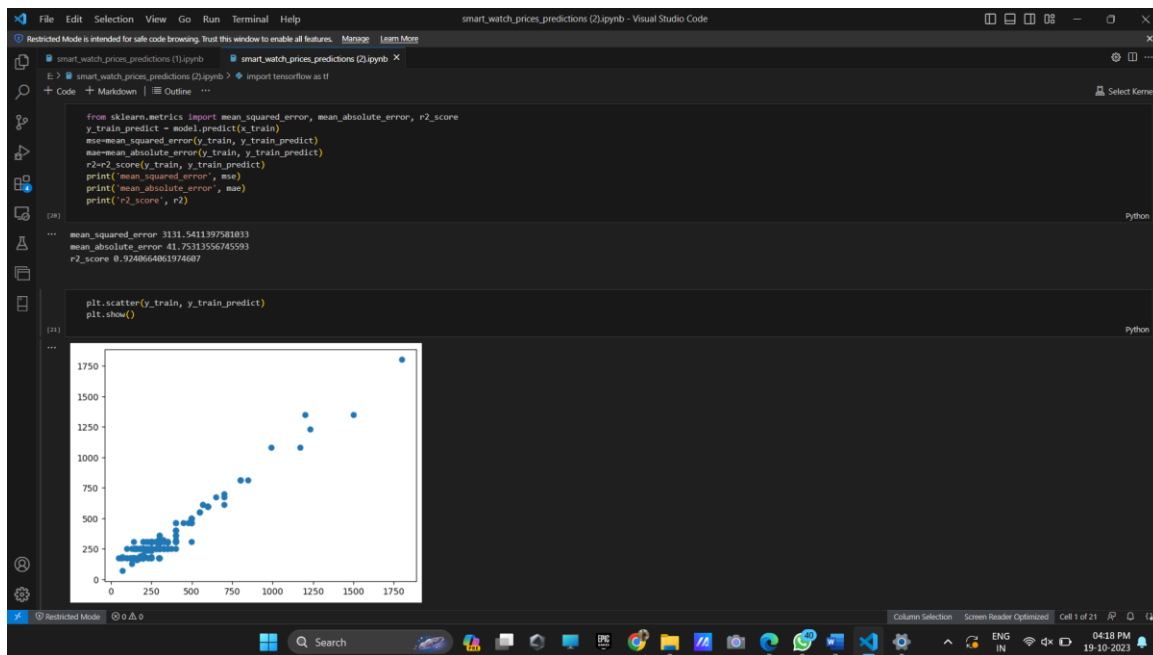 File Edit Selection View Go Run Terminal Help smart_watch_prices_predictions (2).ipynb - Visual Studio Code
Restricted Mode is intended for safe code browsing. Trust this window to enable all features. Manage Learn More
smart_watch_prices_predictions (1).ipynb smart_watch_prices_predictions (2).ipynb
E: > smart_watch_prices_predictions (2).ipynb > import tensorflow as tf
+ Code + Markdown | Outline ... Select Kerne
from sklearn.metrics import mean_squared_error, mean_absolute_error, r2_score
y_train_predict = model.predict(x_train)
mse=mean_squared_error(y_train, y_train_predict)
mae=mean_absolute_error(y_train, y_train_predict)
r2=r2_score(y_train, y_train_predict)
print('mean_squared_error', mse)
print('mean_absolute_error', mae)
print('r2_score', r2)
[20] Python
... mean_squared_error 3131.5411397581033
mean_absolute_error 41.75313556745593
r2_score 0.9240664061974607
plt.scatter(y_train, y_train_predict)
plt.show()
[21] Python
...
1750
1500
1250
1000
750
500
250
0
0 250 500 750 1000 1250 1500 1750
Restricted Mode 0 0 Column Selection Screen Reader Optimized Cell 1 of 21
Search EPIC GAMES 40 ENG 04:18 PM
IN 19-10-2023